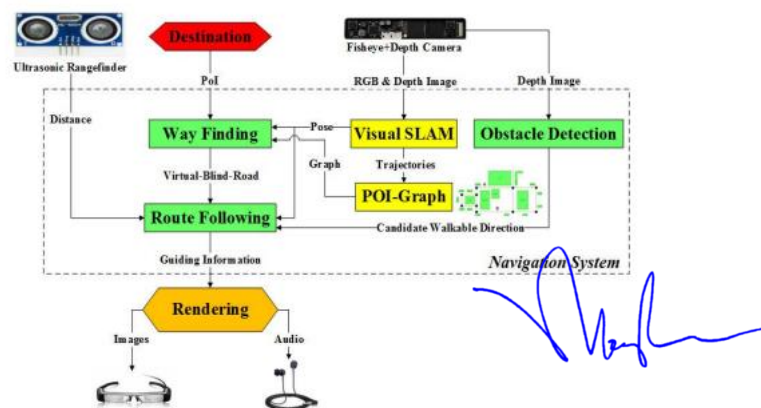 Destination
Fisheye+Depth Camera
Ultrasonic Rangefinder
PoI
RGB & Depth Image
Depth Image
Distance
Way Finding
Pose
Visual SLAM
Obstacle Detection
Graph
Trajectories
Virtual-Blind-Road
POI-Graph
Route Following
Candidate Walkable Direction
Guiding Information
Navigation System
Rendering
Images
Audio